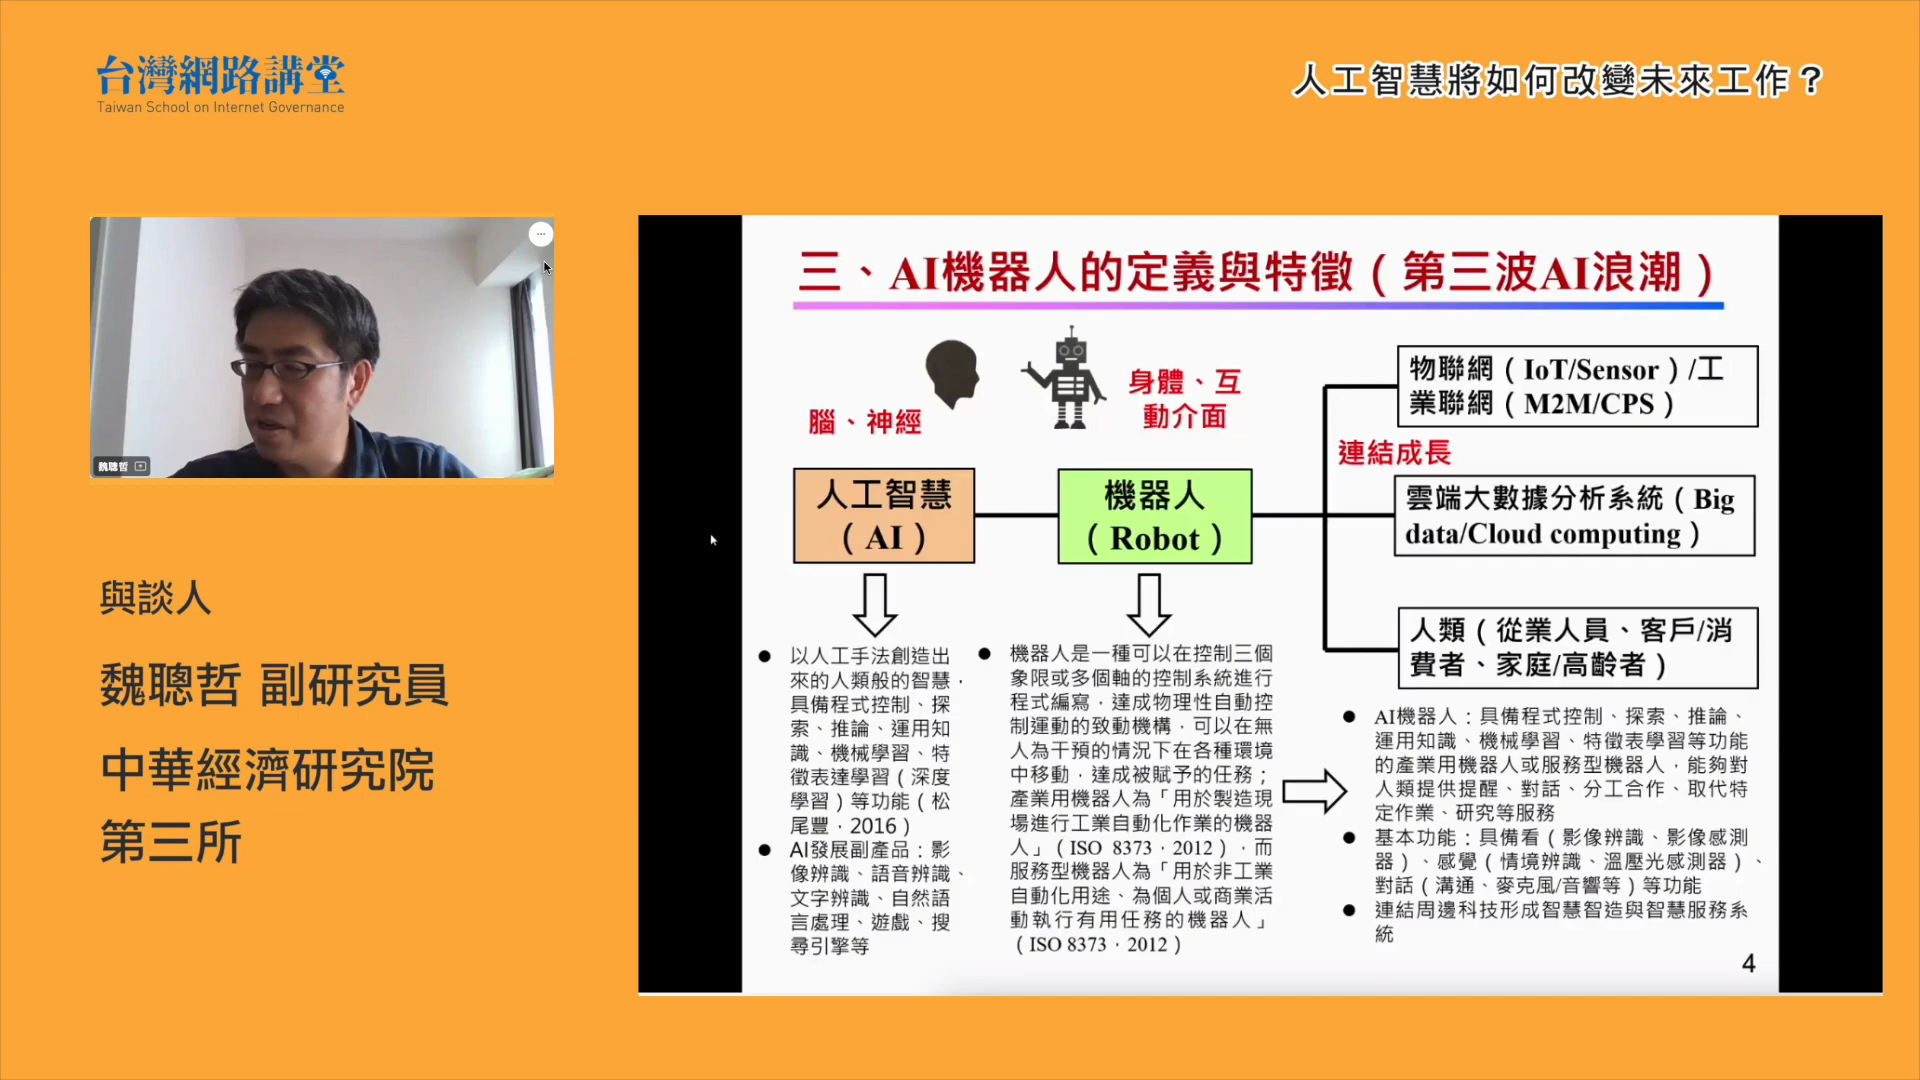 台灣網路講堂
Taiwan School on Internet Governance
人工智慧將如何改變未來工作？
魏聰哲
與談人
魏聰哲 副研究員
中華經濟研究院
第三所
三、AI機器人的定義與特徵（第三波AI浪潮）
腦、神經
身體、互
動介面
人工智慧
（AI）
機器人
（Robot）
連結成長
物聯網（IoT/Sensor）/工
業聯網（M2M/CPS）
雲端大數據分析系統（Big
data/Cloud computing）
人類（從業人員、客戶/消
費者、家庭/高齡者）
● 以人工手法創造出
來的人類般的智慧，
具備程式控制、探
索、推論、運用知
識、機械學習、特
徵表達學習（深度
學習）等功能（松
尾豐，2016）
● AI發展副產品：影
像辨識、語音辨識、
文字辨識、自然語
言處理、遊戲、搜
尋引擎等
● 機器人是一種可以在控制三個
象限或多個軸的控制系統進行
程式編寫，達成物理性自動控
制運動的致動機構，可以在無
人為干預的情況下在各種環境
中移動，達成被賦予的任務；
產業用機器人為「用於製造現
場進行工業自動化作業的機器
人」（ISO 8373，2012），而
服務型機器人為「用於非工業
自動化用途、為個人或商業活
動執行有用任務的機器人」
（ISO 8373，2012）
● AI機器人：具備程式控制、探索、推論、
運用知識、機械學習、特徵表學習等功能
的產業用機器人或服務型機器人，能夠對
人類提供提醒、對話、分工合作、取代特
定作業、研究等服務
● 基本功能：具備看（影像辨識、影像感測
器）、感覺（情境辨識、溫壓光感測器）、
對話（溝通、麥克風/音響等）等功能
● 連結周邊科技形成智慧智造與智慧服務系
統
4